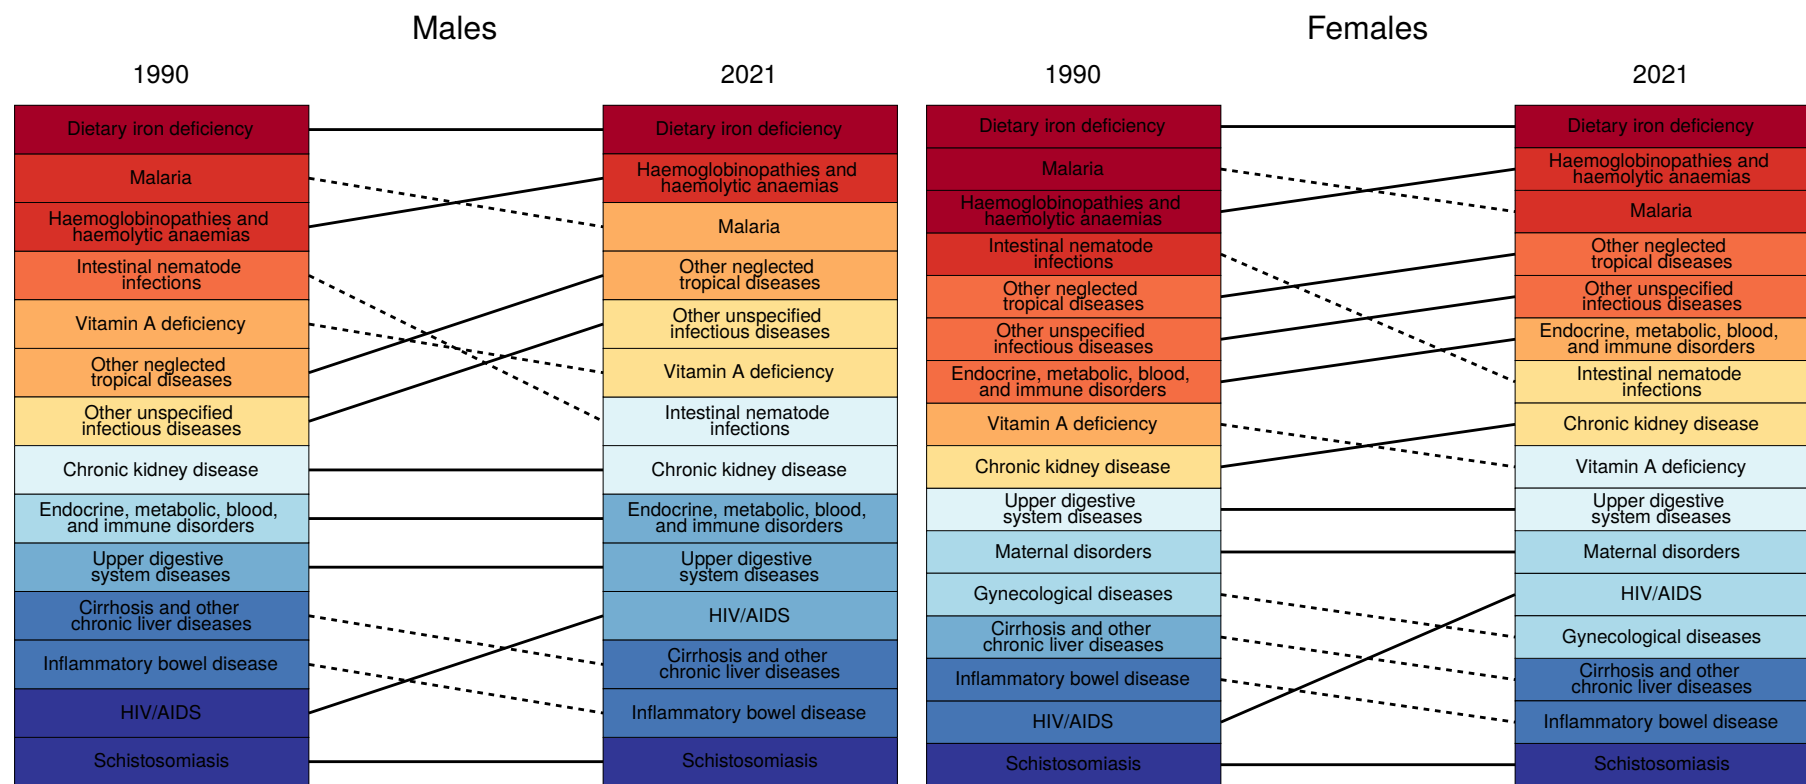 Males
1990
2021
Dietary iron deficiency
Malaria
Haemoglobinopathies and
haemolytic anaemias
Intestinal nematode
infections
Vitamin A deficiency
Other neglected
tropical diseases
Other unspecified
infectious diseases
Chronic kidney disease
Endocrine, metabolic, blood,
and immune disorders
Upper digestive
system diseases
Cirrhosis and other
chronic liver diseases
Inflammatory bowel disease
HIV/AIDS
Schistosomiasis
Dietary iron deficiency
Haemoglobinopathies and
haemolytic anaemias
Malaria
Other neglected
tropical diseases
Other unspecified
infectious diseases
Vitamin A deficiency
Intestinal nematode
infections
Chronic kidney disease
Endocrine, metabolic, blood,
and immune disorders
Upper digestive
system diseases
HIV/AIDS
Cirrhosis and other
chronic liver diseases
Inflammatory bowel disease
Schistosomiasis
Females
1990
2021
Dietary iron deficiency
Malaria
Haemoglobinopathies and
haemolytic anaemias
Intestinal nematode
infections
Other neglected
tropical diseases
Other unspecified
infectious diseases
Endocrine, metabolic, blood,
and immune disorders
Vitamin A deficiency
Chronic kidney disease
Upper digestive
system diseases
Maternal disorders
Gynecological diseases
Cirrhosis and other
chronic liver diseases
Inflammatory bowel disease
HIV/AIDS
Schistosomiasis
Dietary iron deficiency
Haemoglobinopathies and
haemolytic anaemias
Malaria
Other neglected
tropical diseases
Other unspecified
infectious diseases
Endocrine, metabolic, blood,
and immune disorders
Intestinal nematode
infections
Chronic kidney disease
Vitamin A deficiency
Upper digestive
system diseases
Maternal disorders
HIV/AIDS
Gynecological diseases
Cirrhosis and other
chronic liver diseases
Inflammatory bowel disease
Schistosomiasis